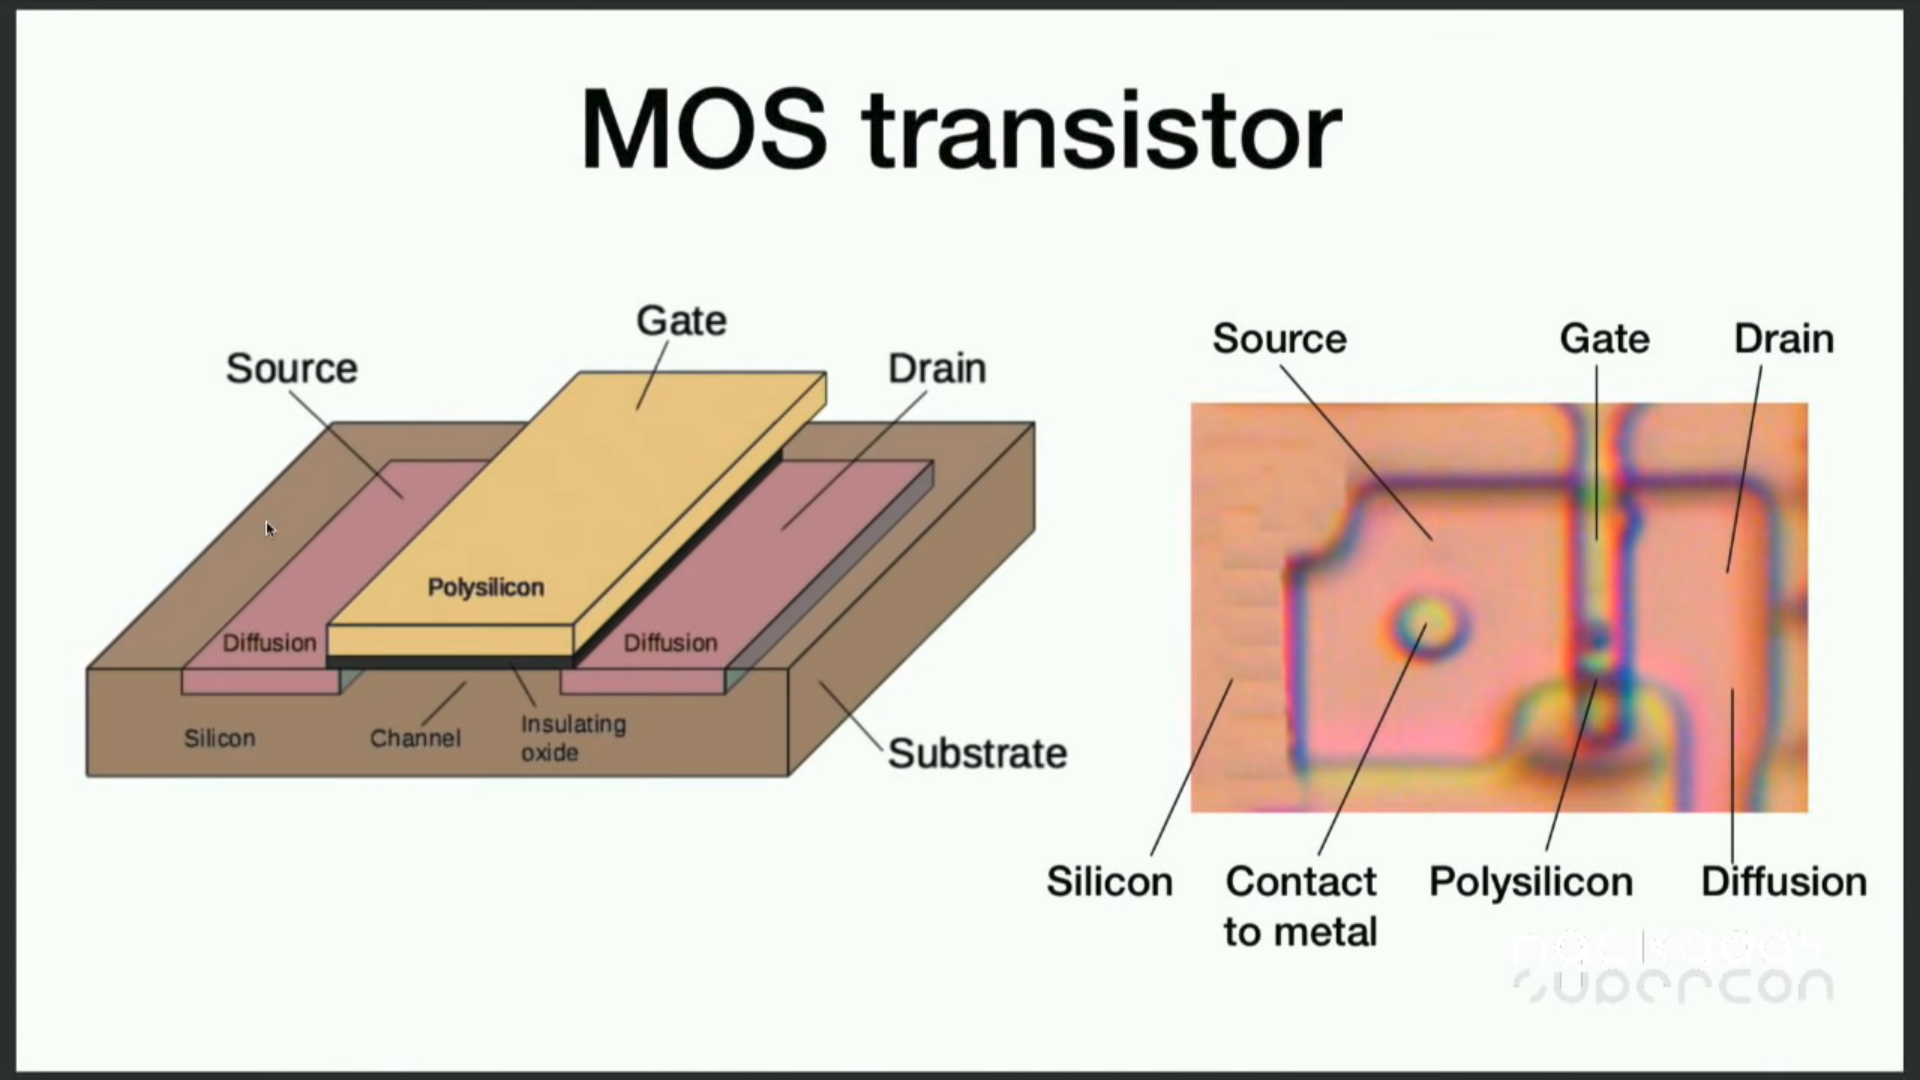 MOS transistor
Gate
Source
Drain
Polysilicon
Diffusion
Diffusion
Silicon
Channel
Insulating
oxide
Substrate
Source
Gate
Drain
Silicon
Contact
to metal
Polysilicon
Diffusion
hackaday
supercon